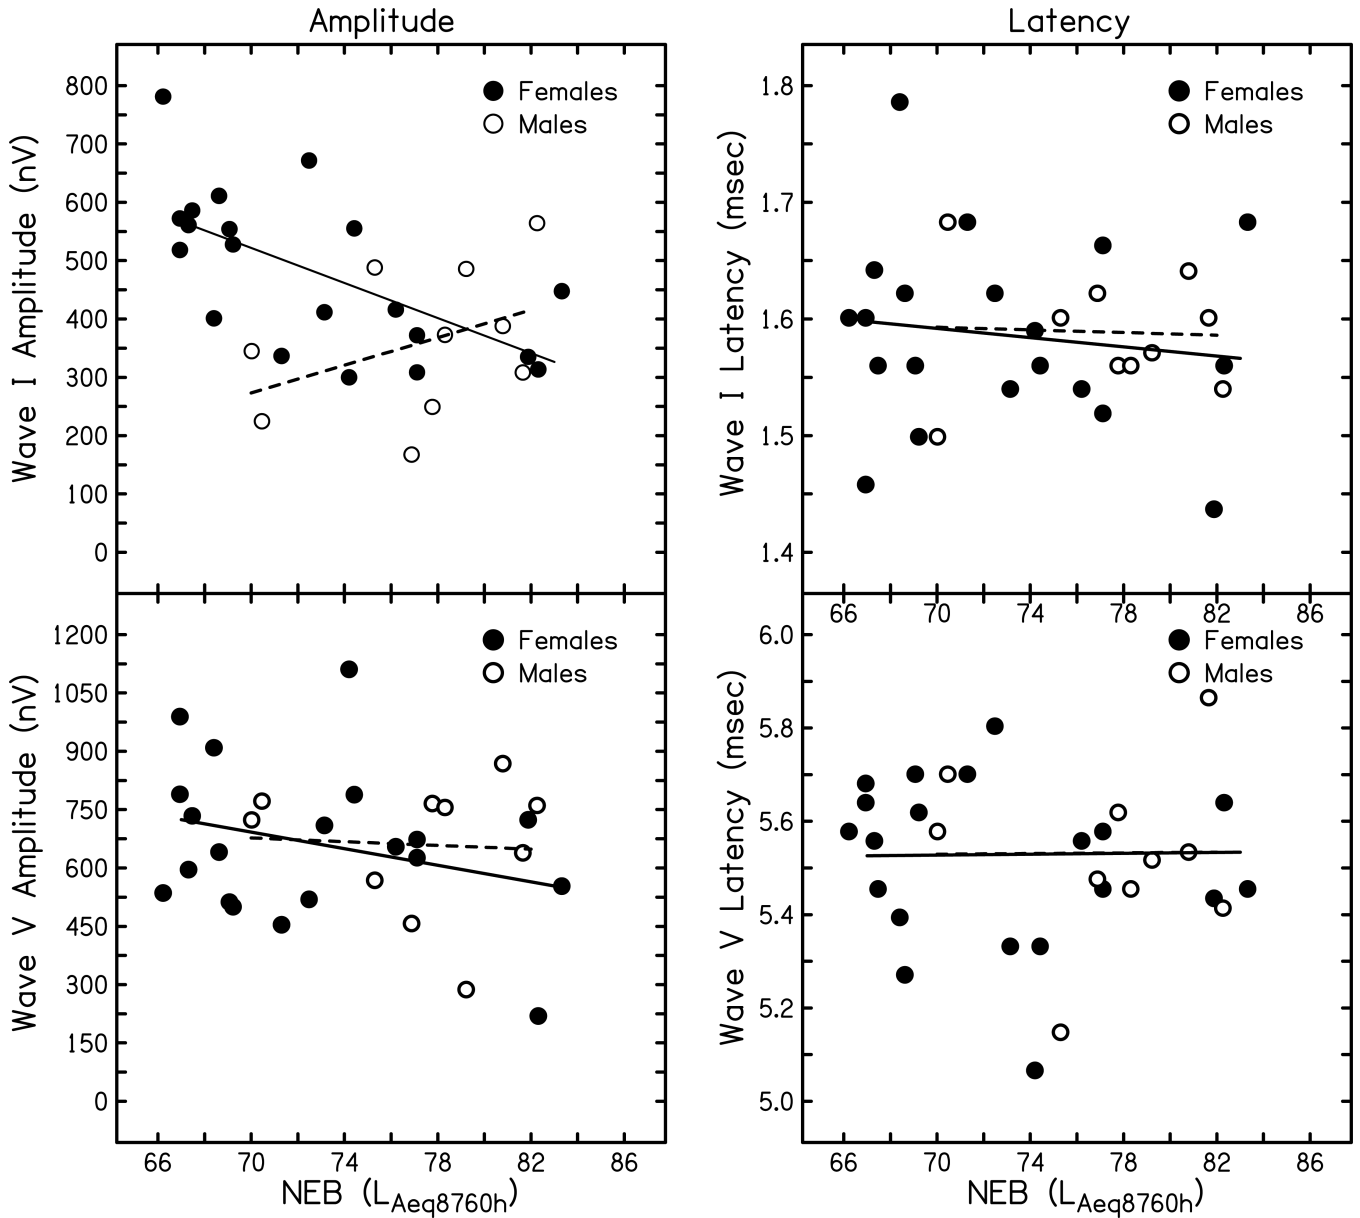 Amplitude
Latency
Wave I Amplitude (nV)
800
700
600
500
400
300
200
100
0
Females
Males
Wave I Latency (msec)
1.8
1.7
1.6
1.5
1.4
Females
Males
66 70 74 78 82 86
Wave V Amplitude (nV)
1200
1050
900
750
600
450
300
150
0
Females
Males
66 70 74 78 82 86
NEB (LAeq8760h)
Wave V Latency (msec)
6.0
5.8
5.6
5.4
5.2
5.0
Females
Males
66 70 74 78 82 86
NEB (LAeq8760h)